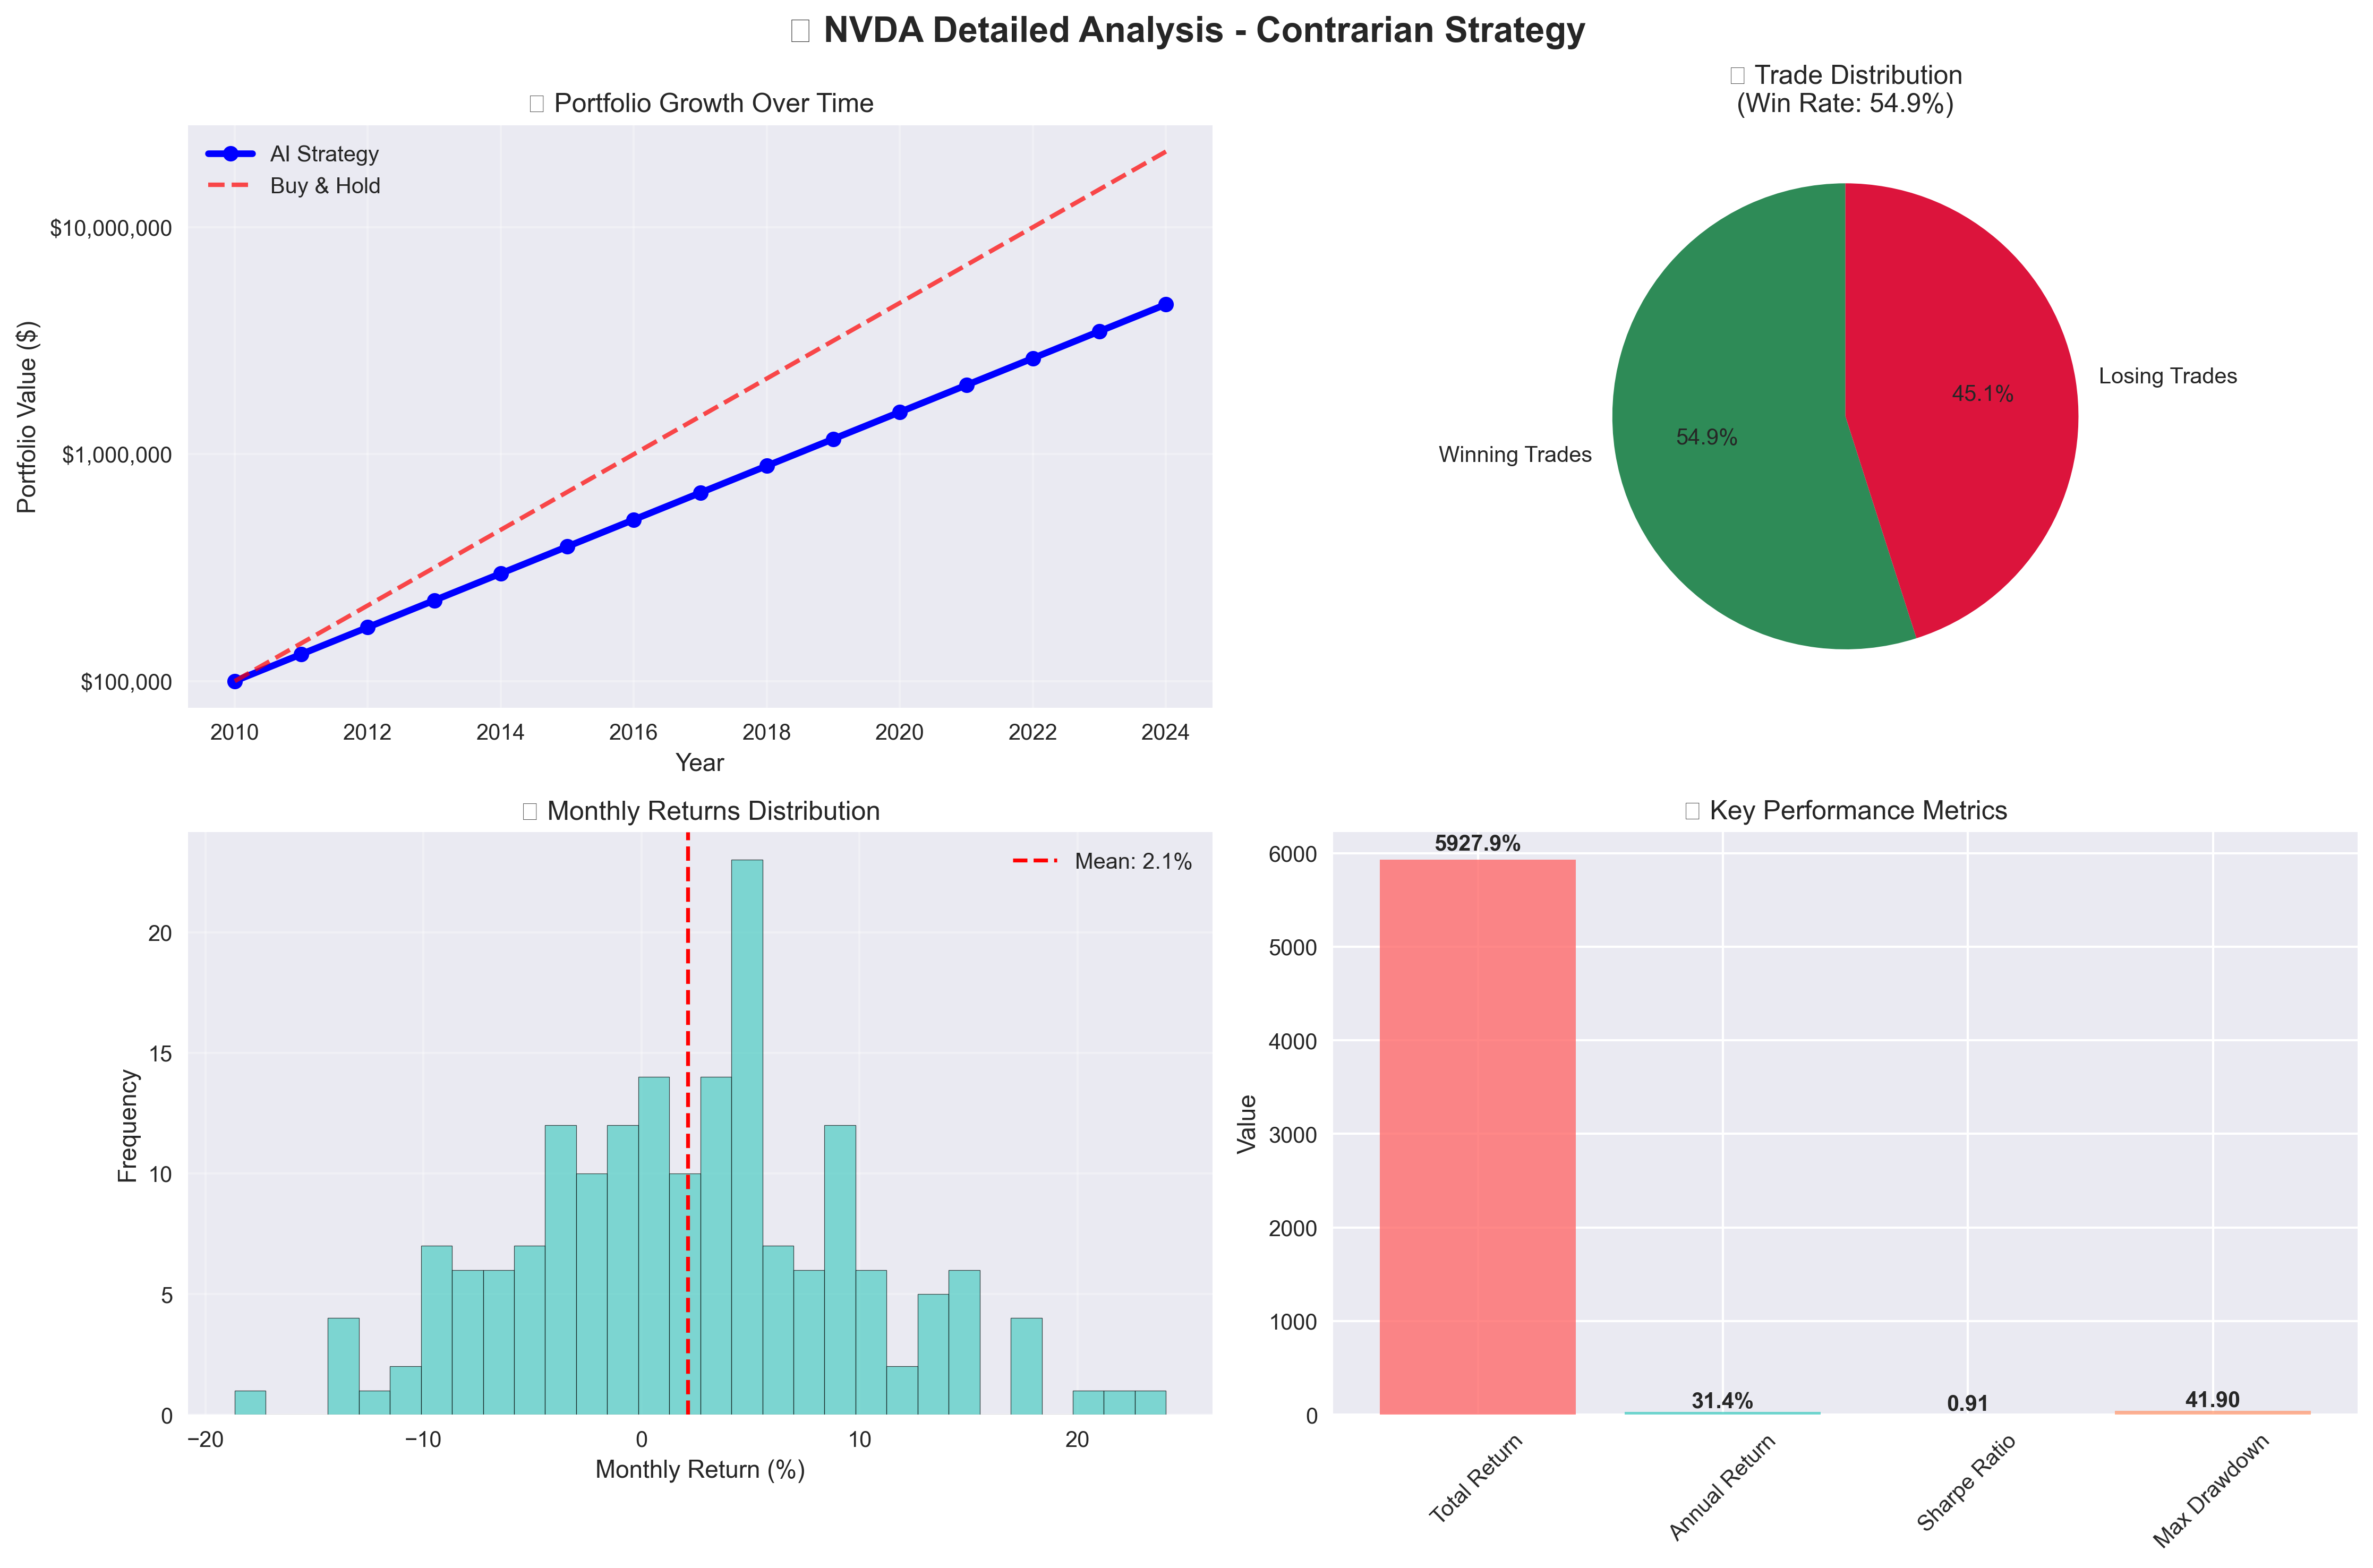 ▯ NVDA Detailed Analysis - Contrarian Strategy
▯ Portfolio Growth Over Time
AI Strategy
Buy & Hold
$10,000,000
$1,000,000
$100,000
Portfolio Value ($)
2010 2012 2014 2016 2018 2020 2022 2024
Year
▯ Trade Distribution
(Win Rate: 54.9%)
Losing Trades
45.1%
54.9%
Winning Trades
▯ Monthly Returns Distribution
Mean: 2.1%
20
15
10
5
0
Frequency
−20 −10 0 10 20
Monthly Return (%)
▯ Key Performance Metrics
6000
5000
4000
3000
2000
1000
0
Value
5927.9%
31.4%
0.91
41.90
Total Return
Annual Return
Sharpe Ratio
Max Drawdown